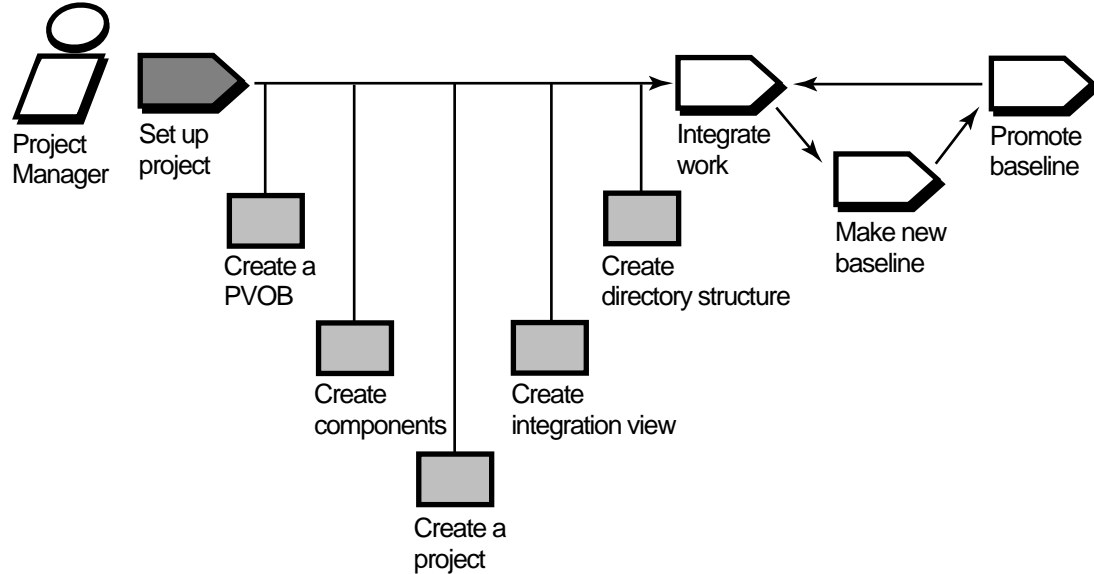 Project
Manager
Set up
project
Integrate
work
Promote
baseline
Make new
baseline
Create a
PVOB
Create
directory structure
Create
components
Create
integration view
Create a
project